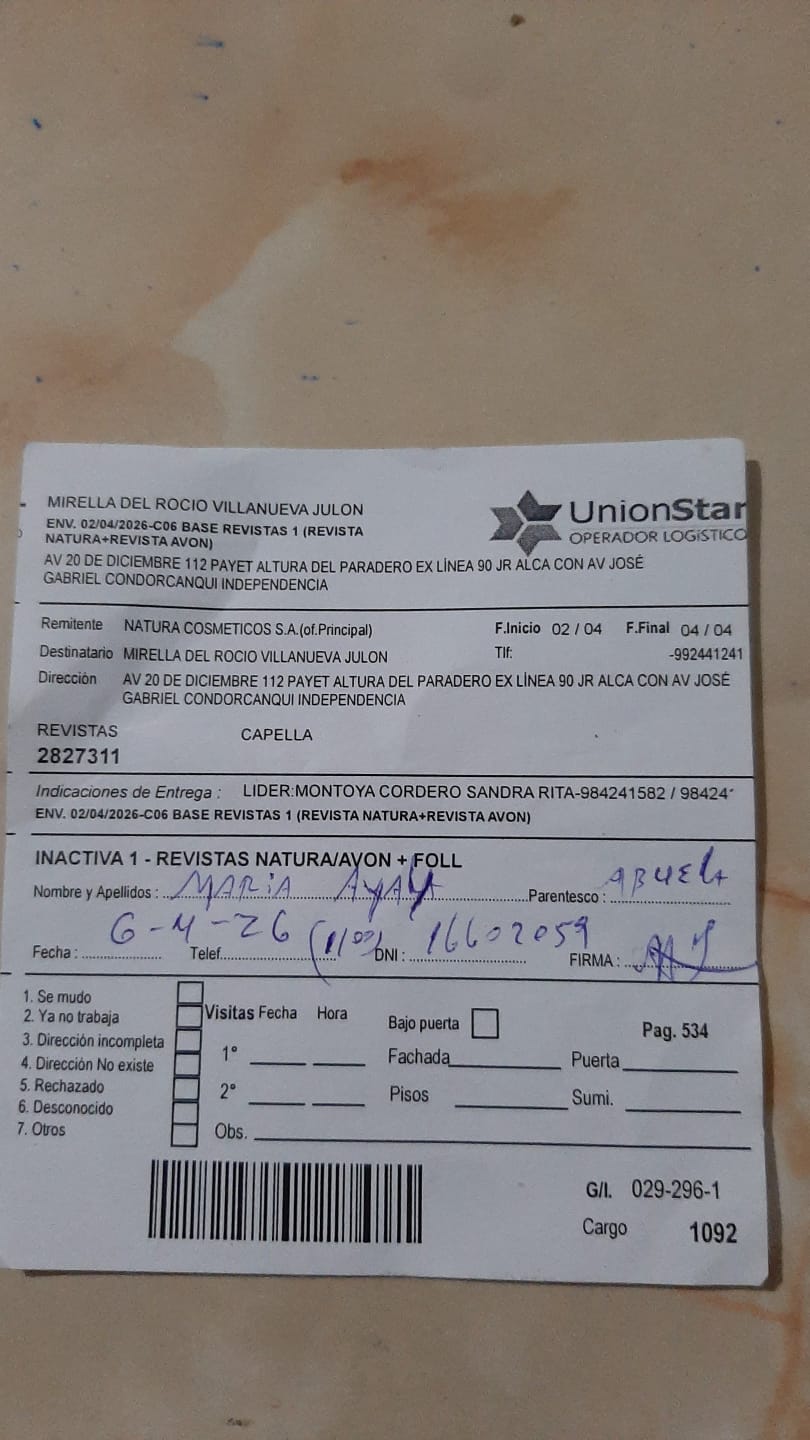 MIRELLA DEL ROCIO VILLANUEVA JULON
ENV. 02/04/2026-C06 BASE REVISTAS 1 (REVISTA
NATURA+REVISTA AVON)
UnionStar
OPERADOR LOGíSTICO
AV 20 DE DICIEMBRE 112 PAYET ALTURA DEL PARADERO EX LÍNEA 90 JR ALCA CON AV JOSÉ
GABRIEL CONDORCANQUI INDEPENDENCIA
Remitente NATURA COSMETICOS S.A.(of.Principal) F.Inicio 02 / 04 F.Final 04 / 04
Destinatario MIRELLA DEL ROCIO VILLANUEVA JULON Tlf: -992441241
Dirección AV 20 DE DICIEMBRE 112 PAYET ALTURA DEL PARADERO EX LÍNEA 90 JR ALCA CON AV JOSÉ
GABRIEL CONDORCANQUI INDEPENDENCIA
REVISTAS CAPELLA
2827311
Indicaciones de Entrega : LIDER:MONTOYA CORDERO SANDRA RITA-984241582 / 98424
ENV. 02/04/2026-C06 BASE REVISTAS 1 (REVISTA NATURA+REVISTA AVON)
INACTIVA 1 - REVISTAS NATURA/AVON + FOLL
Nombre y Apellidos : MARIA AYAY Parentesco : ABUELA
Fecha : 6-4-26 Telef. (1100) DNI : 16602059 FIRMA :
1. Se mudo
2. Ya no trabaja
3. Dirección incompleta
4. Dirección No existe
5. Rechazado
6. Desconocido
7. Otros
Visitas Fecha Hora Bajo puerta Pag. 534
1° Fachada Puerta
2° Pisos Sumi.
Obs.
G/I. 029-296-1
Cargo 1092